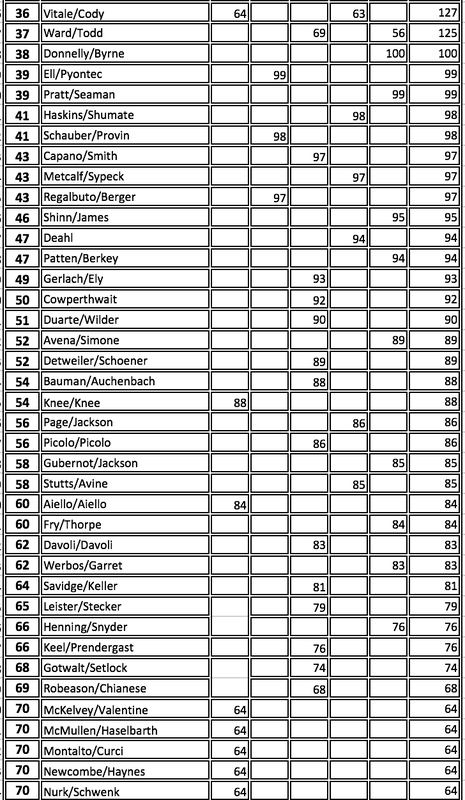 36 Vitale/Cody 64 63 127
37 Ward/Todd 69 56 125
38 Donnelly/Byrne 100 100
39 Ell/Pyontec 99 99
39 Pratt/Seaman 99 99
41 Haskins/Shumate 98 98
41 Schauber/Provin 98 98
43 Capano/Smith 97 97
43 Metcalf/Sypeck 97 97
43 Regalbuto/Berger 97 97
46 Shinn/James 95 95
47 Deahl 94 94
47 Patten/Berkey 94 94
49 Gerlach/Ely 93 93
50 Cowperthwait 92 92
51 Duarte/Wilder 90 90
52 Avena/Simone 89 89
52 Detweiler/Schoener 89 89
54 Bauman/Auchenbach 88 88
54 Knee/Knee 88 88
56 Page/Jackson 86 86
56 Picolo/Picolo 86 86
58 Gubernot/Jackson 85 85
58 Stutts/Avine 85 85
60 Aiello/Aiello 84 84
60 Fry/Thorpe 84 84
62 Davoli/Davoli 83 83
62 Werbos/Garret 83 83
64 Savidge/Keller 81 81
65 Leister/Stecker 79 79
66 Henning/Snyder 76 76
66 Keel/Prendergast 76 76
68 Gotwalt/Setlock 74 74
69 Robeason/Chianese 68 68
70 McKelvey/Valentine 64 64
70 McMullen/Haselbarth 64 64
70 Montalto/Curci 64 64
70 Newcombe/Haynes 64 64
70 Nurk/Schwenk 64 64